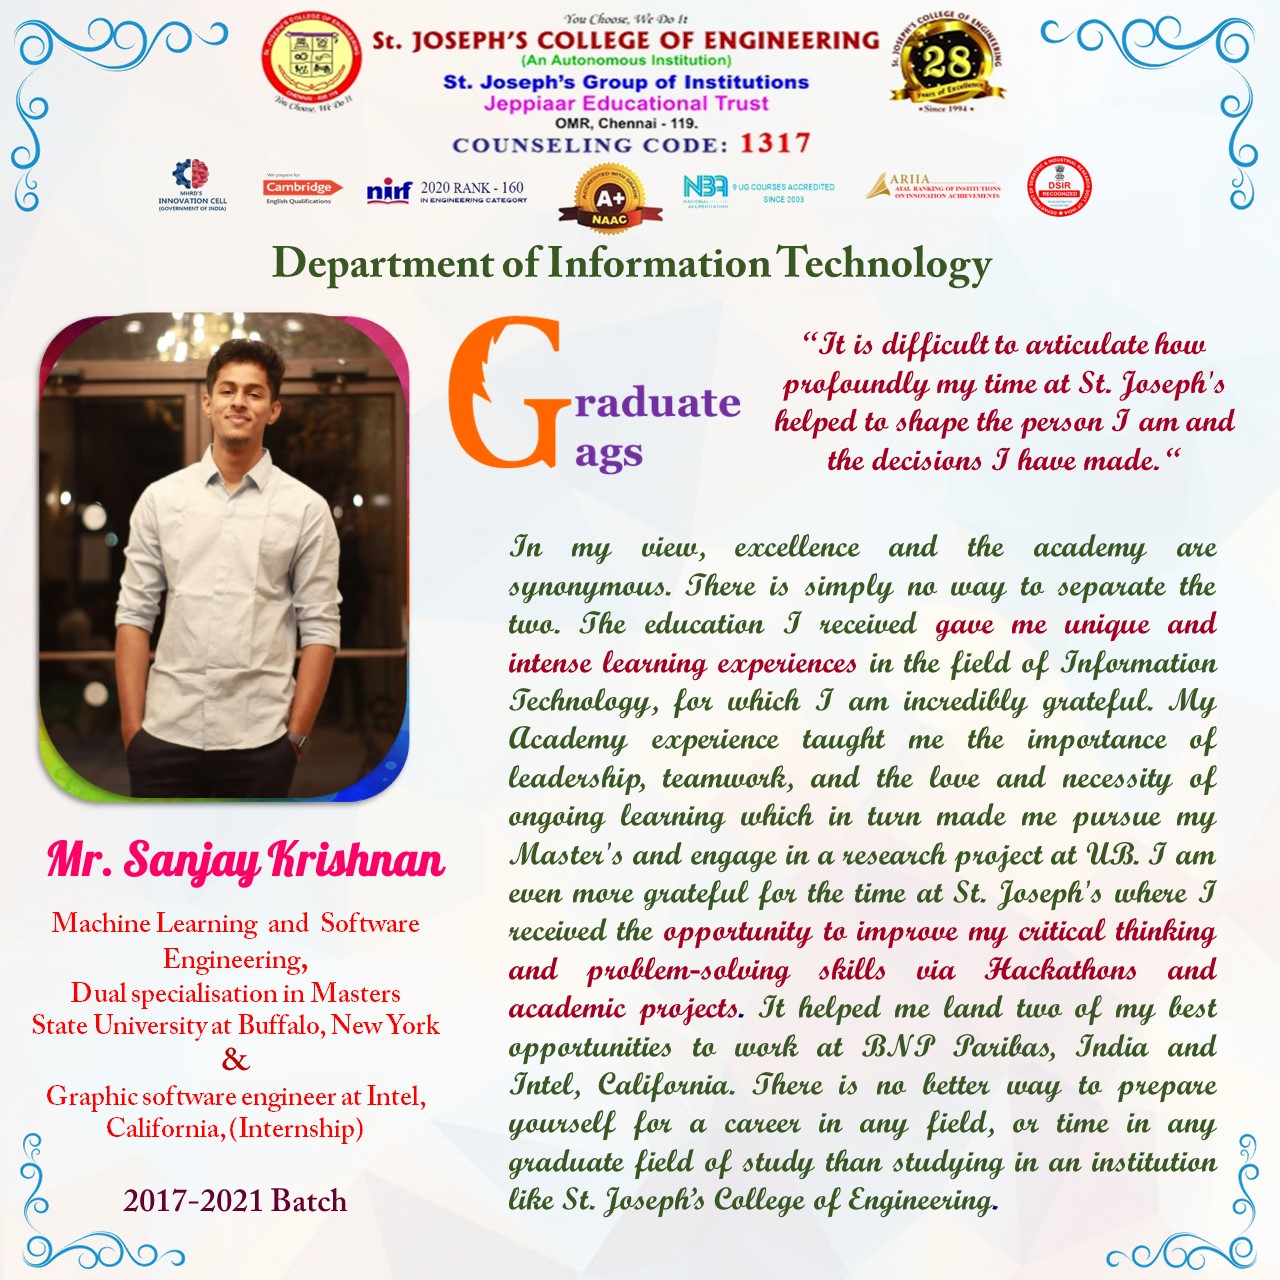 You Choose, We Do It
St. JOSEPH'S COLLEGE OF ENGINEERING
(An Autonomous Institution)
St. Joseph's Group of Institutions
Jeppiaar Educational Trust
OMR, Chennai - 119.
COUNSELING CODE: 1317
ST. JOSEPH'S COLLEGE OF ENGINEERING
CHENNAI - 600 119
You Choose, We Do It
St. JOSEPH'S COLLEGE OF ENGINEERING
28
Years of Excellence
• Since 1994 •
MHRD'S
INNOVATION CELL
(GOVERNMENT OF INDIA)
We prepare for
Cambridge
English Qualifications
nirf 2020 RANK - 160
IN ENGINEERING CATEGORY
ACCREDITED WITH GRADE
A+
NAAC
NBA 9 UG COURSES ACCREDITED
SINCE 2003
NATIONAL
ACCREDITATION
ARIIA
ATAL RANKING OF INSTITUTIONS
ON INNOVATION ACHIEVEMENTS
DSIR
RECOGNIZED
Department of Information Technology
Graduate
ags
“It is difficult to articulate how
profoundly my time at St. Joseph's
helped to shape the person I am and
the decisions I have made.“
In my view, excellence and the academy are
synonymous. There is simply no way to separate the
two. The education I received gave me unique and
intense learning experiences in the field of Information
Technology, for which I am incredibly grateful. My
Academy experience taught me the importance of
leadership, teamwork, and the love and necessity of
ongoing learning which in turn made me pursue my
Master's and engage in a research project at UB. I am
even more grateful for the time at St. Joseph's where I
received the opportunity to improve my critical thinking
and problem-solving skills via Hackathons and
academic projects. It helped me land two of my best
opportunities to work at BNP Paribas, India and
Intel, California. There is no better way to prepare
yourself for a career in any field, or time in any
graduate field of study than studying in an institution
like St. Joseph’s College of Engineering.
Mr. Sanjay Krishnan
Machine Learning and Software
Engineering,
Dual specialisation in Masters
State University at Buffalo, New York
&
Graphic software engineer at Intel,
California, (Internship)
2017-2021 Batch